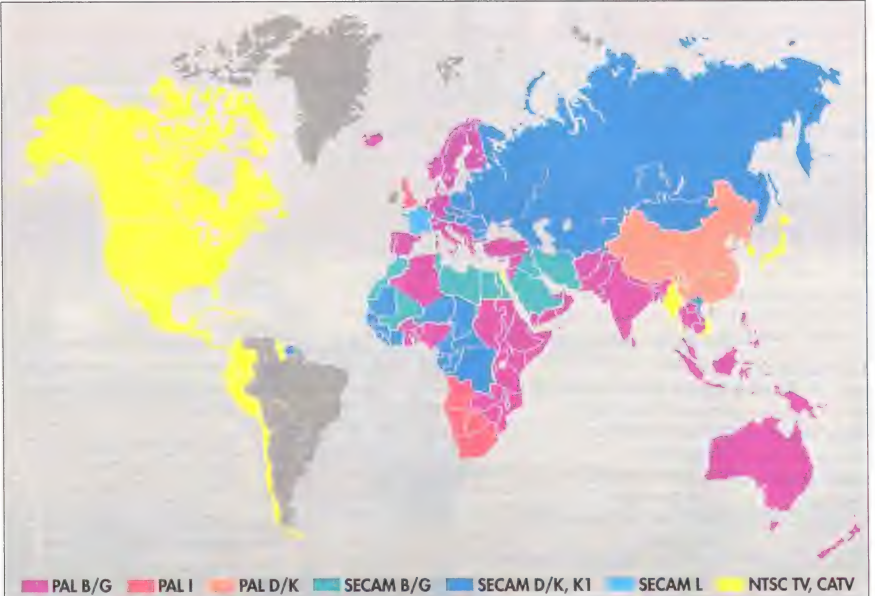 PAL B/G PAL I PAL D/K SECAM B/G SECAM D/K, K1 SECAM L NTSC TV, CATV